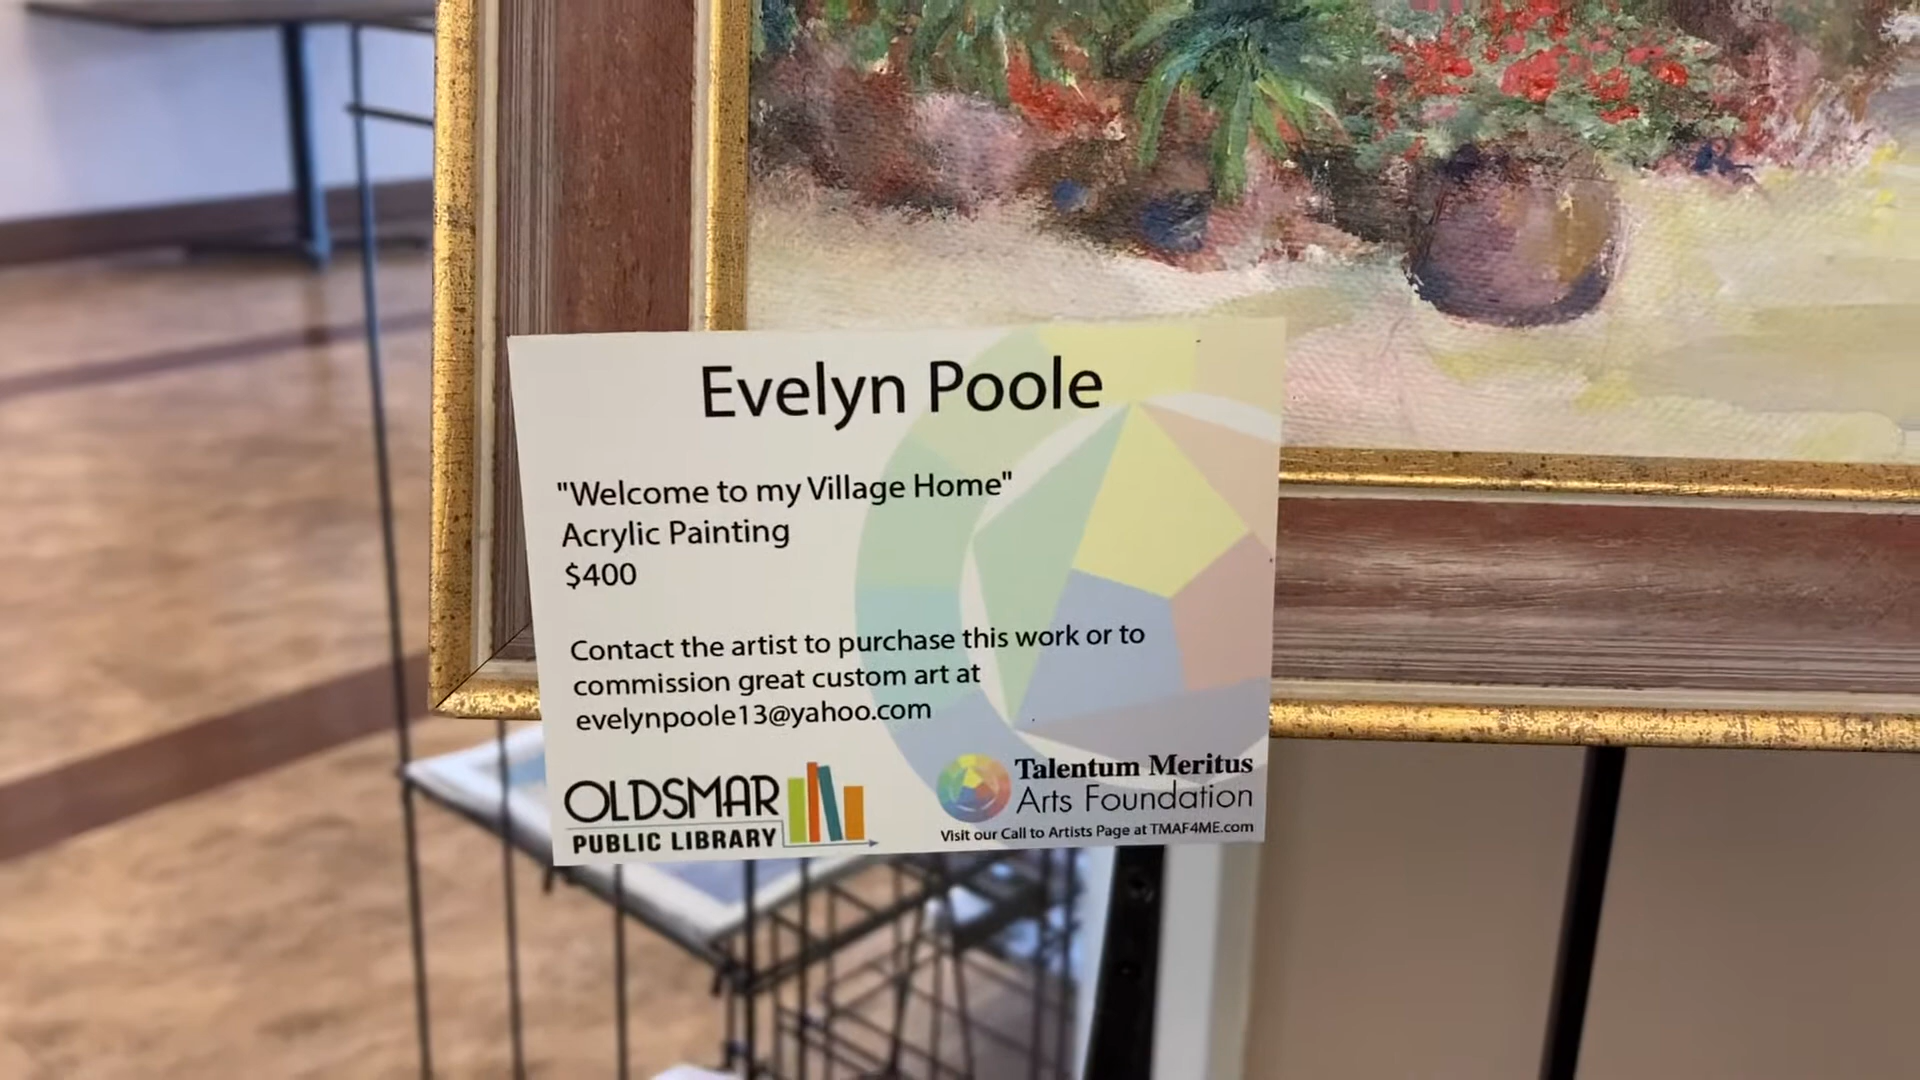 Evelyn Poole
"Welcome to my Village Home"
Acrylic Painting
$400
Contact the artist to purchase this work or to
commission great custom art at
evelynpoole13@yahoo.com
OLDSMAR
PUBLIC LIBRARY
Talentum Meritus
Arts Foundation
Visit our Call to Artists Page at TMAF4ME.com